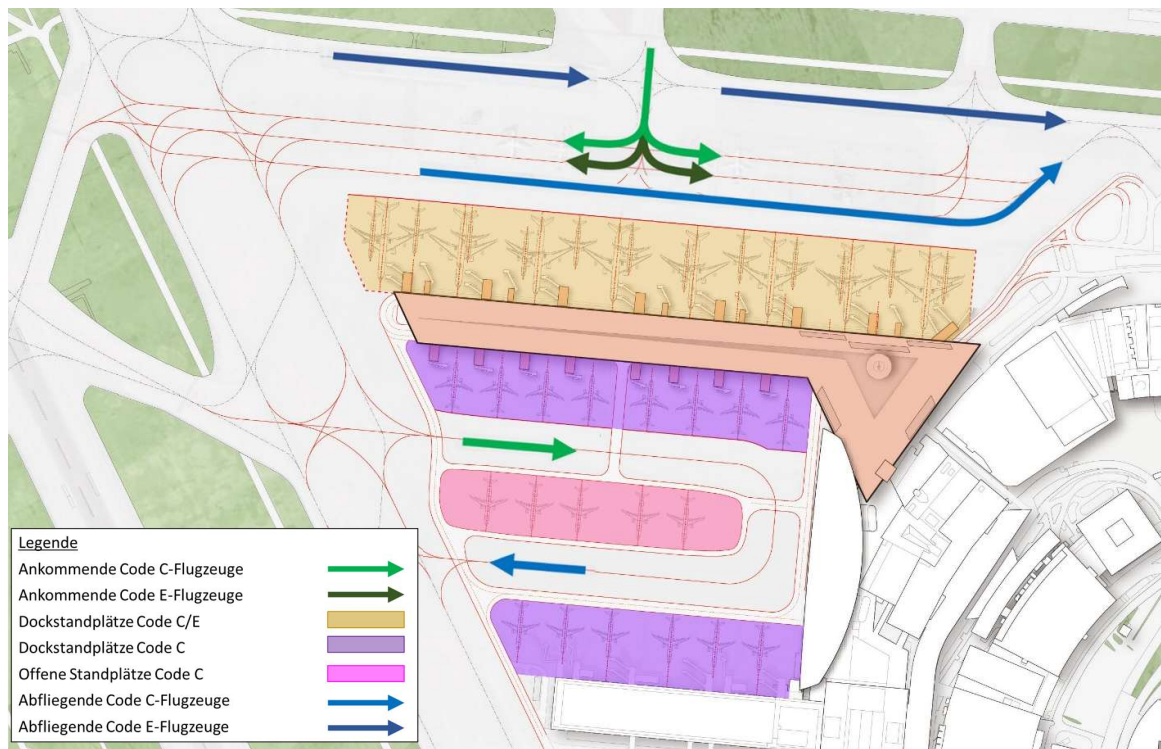 Legende
Ankommende Code C-Flugzeuge
Ankommende Code E-Flugzeuge
Dockstandplätze Code C/E
Dockstandplätze Code C
Offene Standplätze Code C
Abfliegende Code C-Flugzeuge
Abfliegende Code E-Flugzeuge